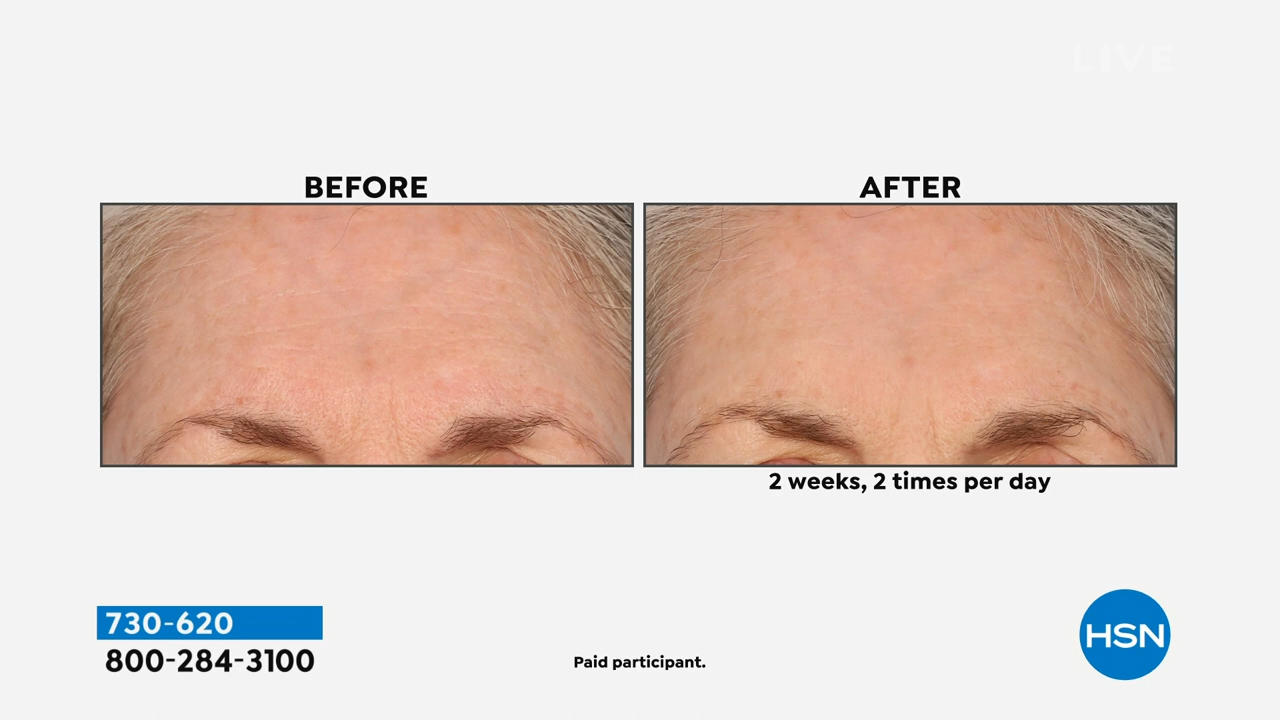 LIVE
BEFORE
AFTER
2 weeks, 2 times per day
730-620
800-284-3100
Paid participant.
HSN